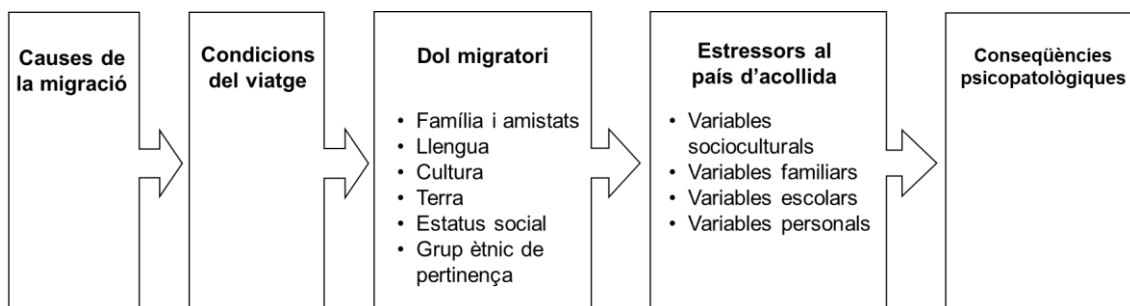 Causes de
la migració
Condicions
del viatge
Dol migratori
• Família i amistats
• Llengua
• Cultura
• Terra
• Estatus social
• Grup ètnic de
pertinença
Estressors al
país d'acollida
• Variables
socioculturals
• Variables familiars
• Variables escolars
• Variables personals
Conseqüències
psicopatològiques